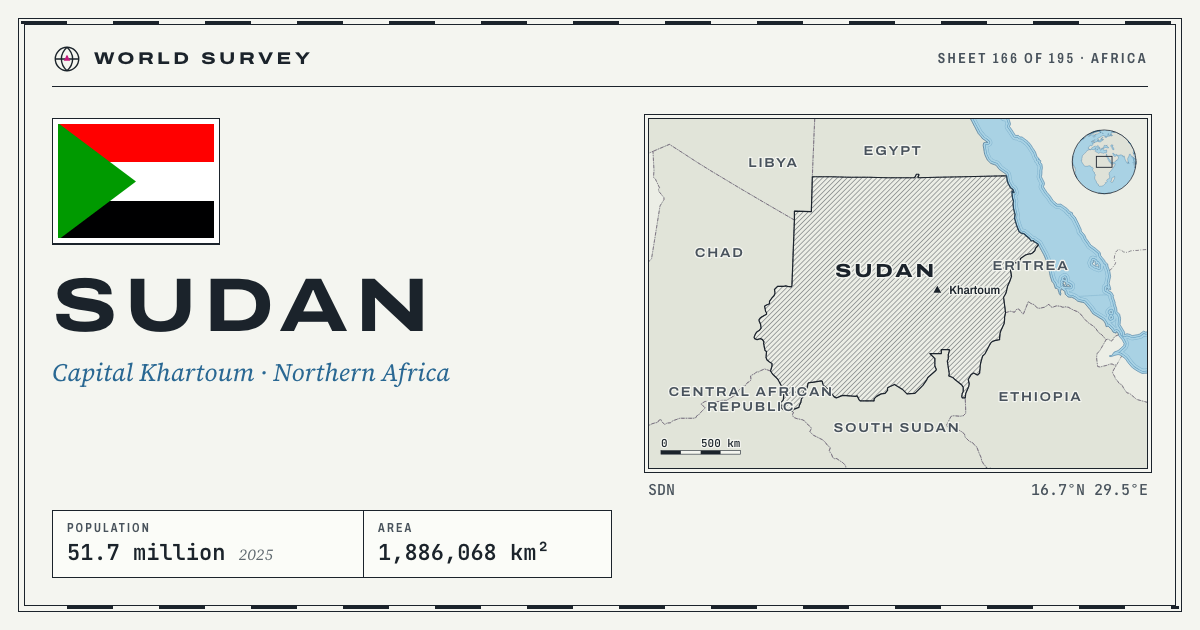 WORLD SURVEY
SHEET 166 OF 195 · AFRICA
SUDAN
Capital Khartoum · Northern Africa
POPULATION
51.7 million 2025
AREA
1,886,068 km²
LIBYA
EGYPT
CHAD
SUDAN
ERITREA
Khartoum
CENTRAL AFRICAN
REPUBLIC
ETHIOPIA
SOUTH SUDAN
0 500 km
SDN
16.7°N 29.5°E